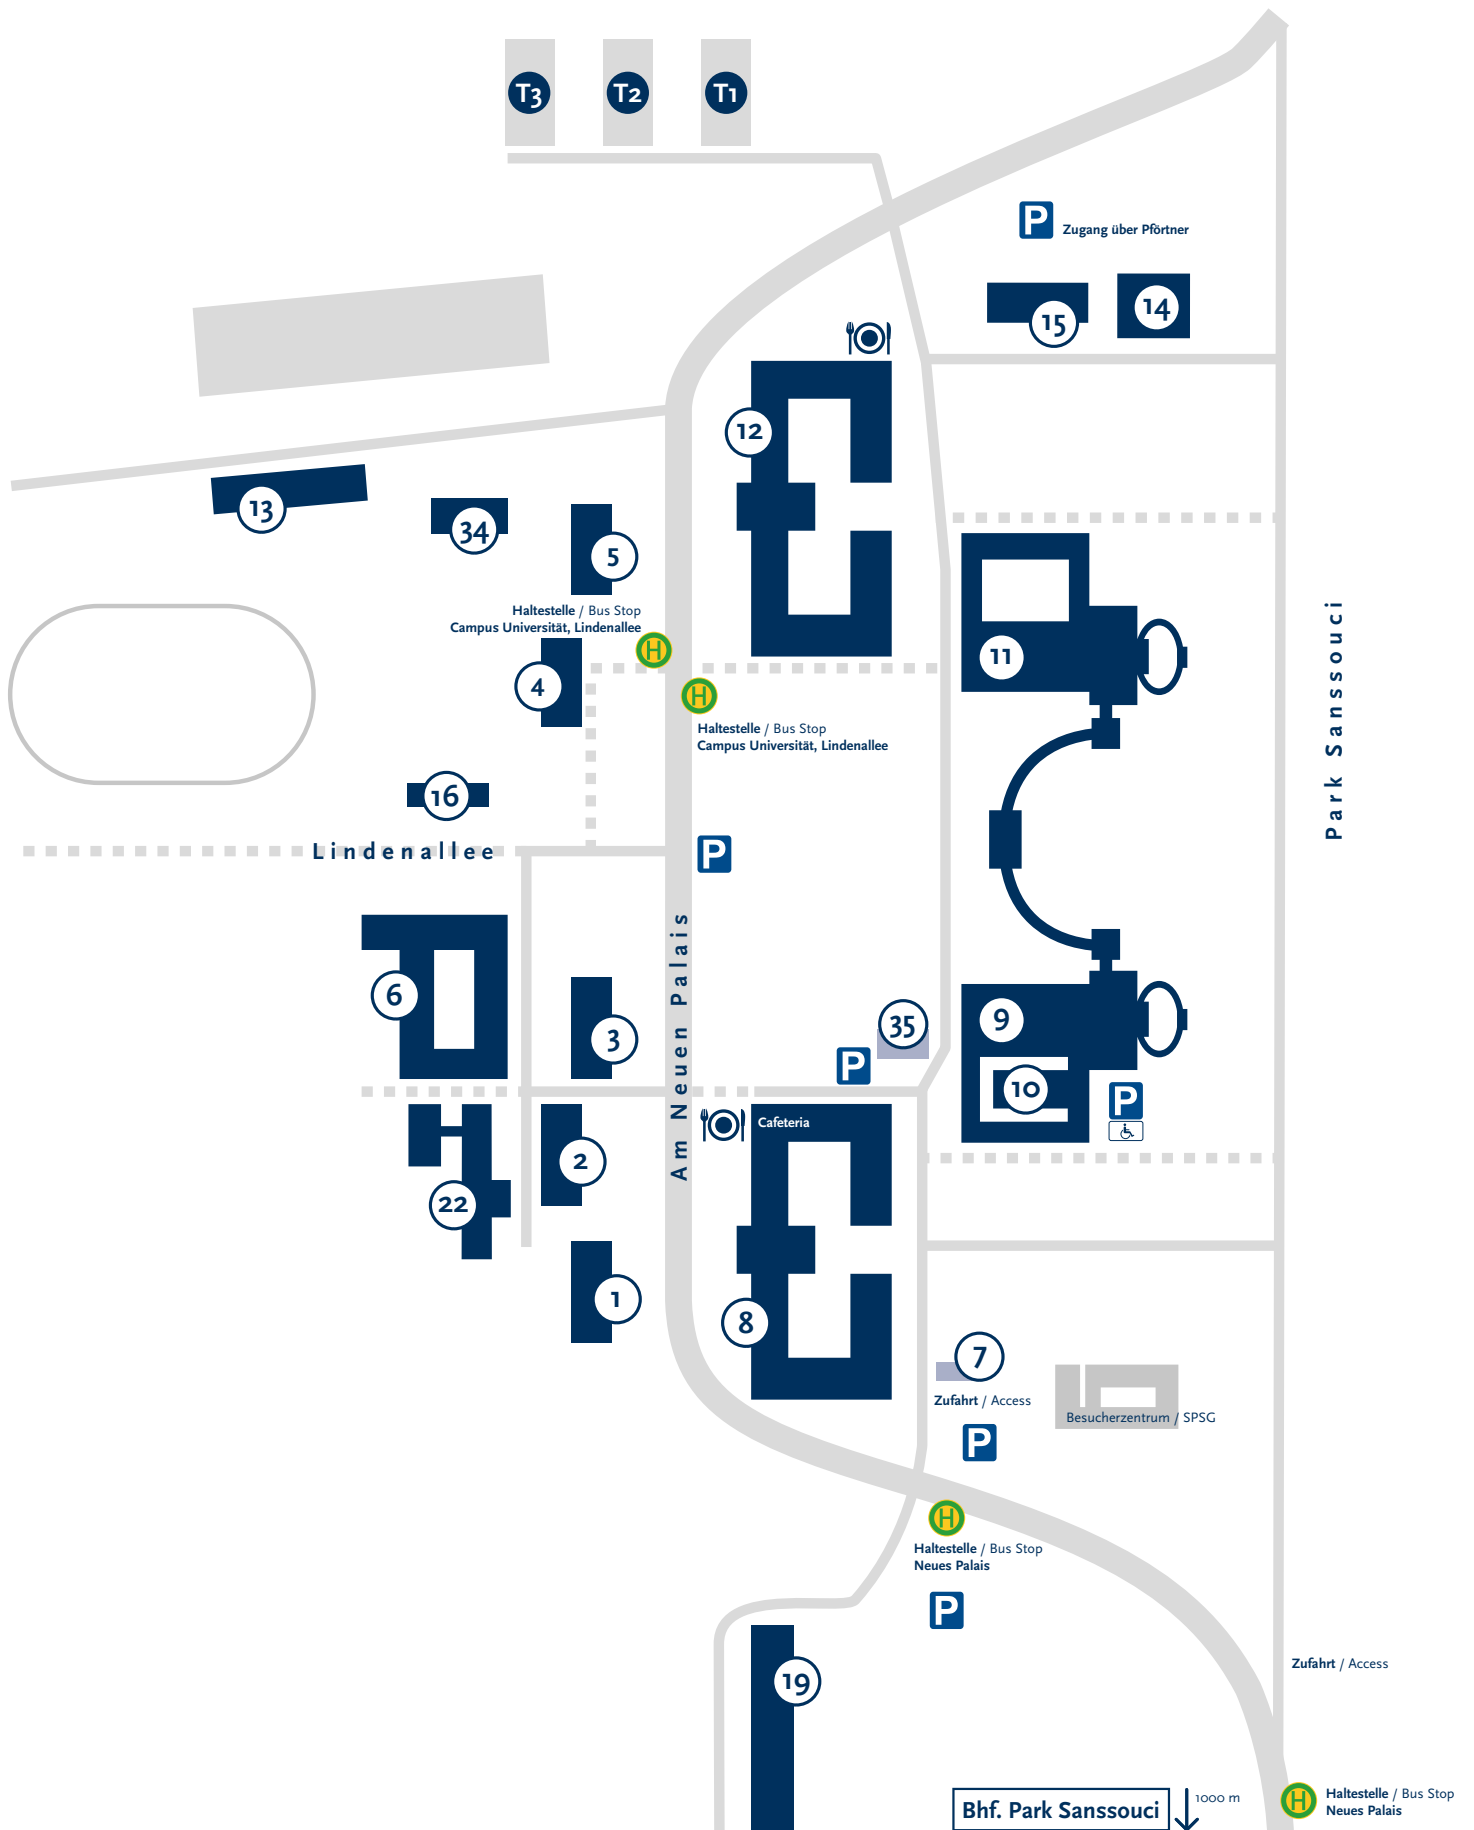 T3
T2
T1
P
Zugang über Pförtner
15
14
12
13
34
5
Haltestelle / Bus Stop
Campus Universität, Lindenallee
H
11
4
H
Haltestelle / Bus Stop
Campus Universität, Lindenallee
Park Sanssouci
16
Lindenallee
P
Am Neuen Palais
6
3
35
9
P
10
P
Cafeteria
2
22
1
8
7
Zufahrt / Access
Besucherzentrum / SPSG
P
H
Haltestelle / Bus Stop
Neues Palais
P
19
Zufahrt / Access
Bhf. Park Sanssouci
1000 m
H
Haltestelle / Bus Stop
Neues Palais